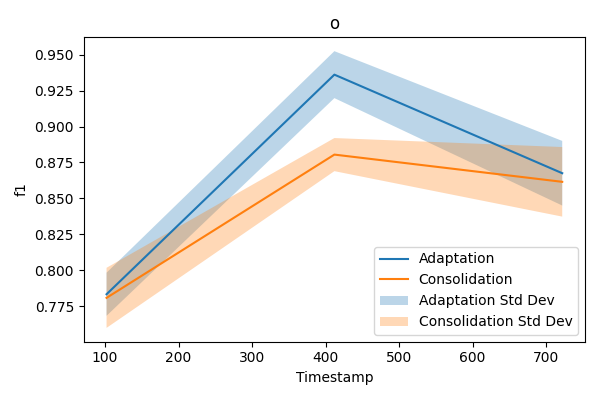 o
f1
0.950
0.925
0.900
0.875
0.850
0.825
0.800
0.775
Adaptation
Consolidation
Adaptation Std Dev
Consolidation Std Dev
100 200 300 400 500 600 700
Timestamp